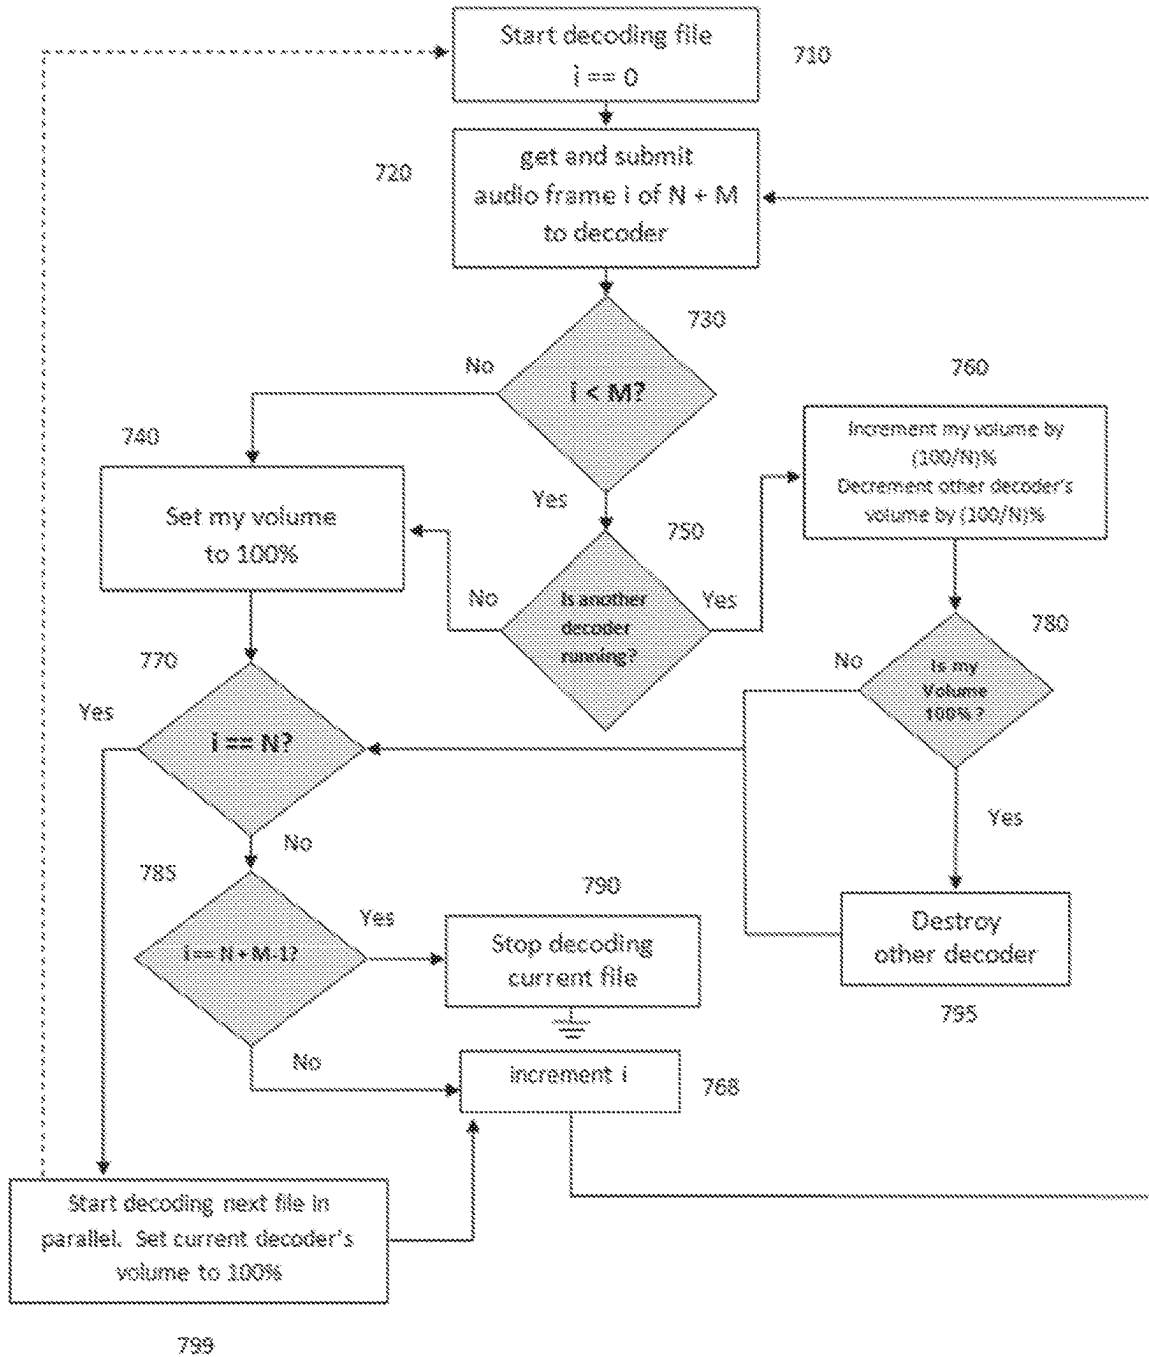 Start decoding file
i == 0
710
get and submit
audio frame i of N + M
to decoder
720
730
i < M?
No
Yes
740
Set my volume
to 100%
750
Is another
decoder
running?
No
Yes
760
Increment my volume by
(100/N)%
Decrement other decoder's
volume by (100/N)%
780
Is my
Volume
100%?
No
Yes
770
i == N?
Yes
No
785
i == N + M-1?
Yes
No
790
Stop decoding
current file
Destroy
other decoder
795
increment i
768
Start decoding next file in
parallel. Set current decoder's
volume to 100%
799